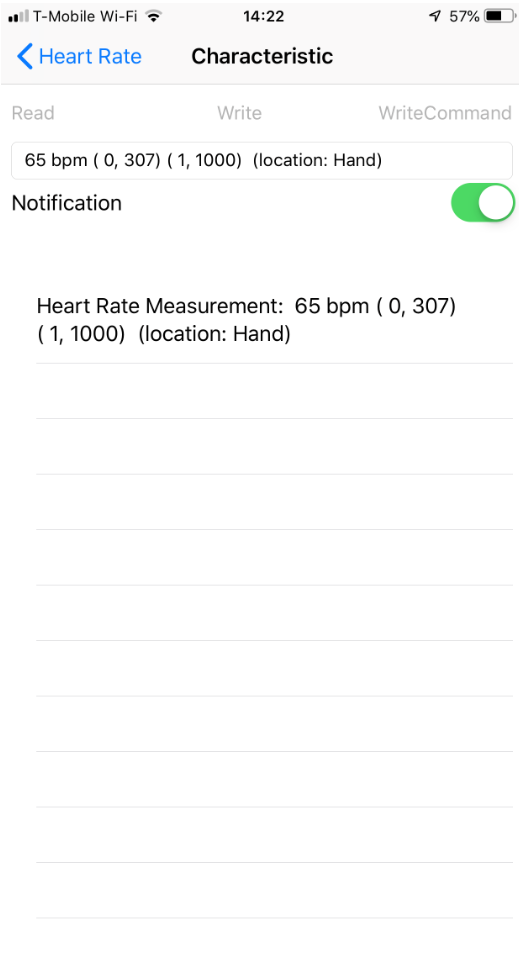 T-Mobile Wi-Fi 14:22 57%
Heart Rate Characteristic
Read Write WriteCommand
65 bpm ( 0, 307) ( 1, 1000)  (location: Hand)
Notification
Heart Rate Measurement:  65 bpm ( 0, 307)
( 1, 1000)  (location: Hand)